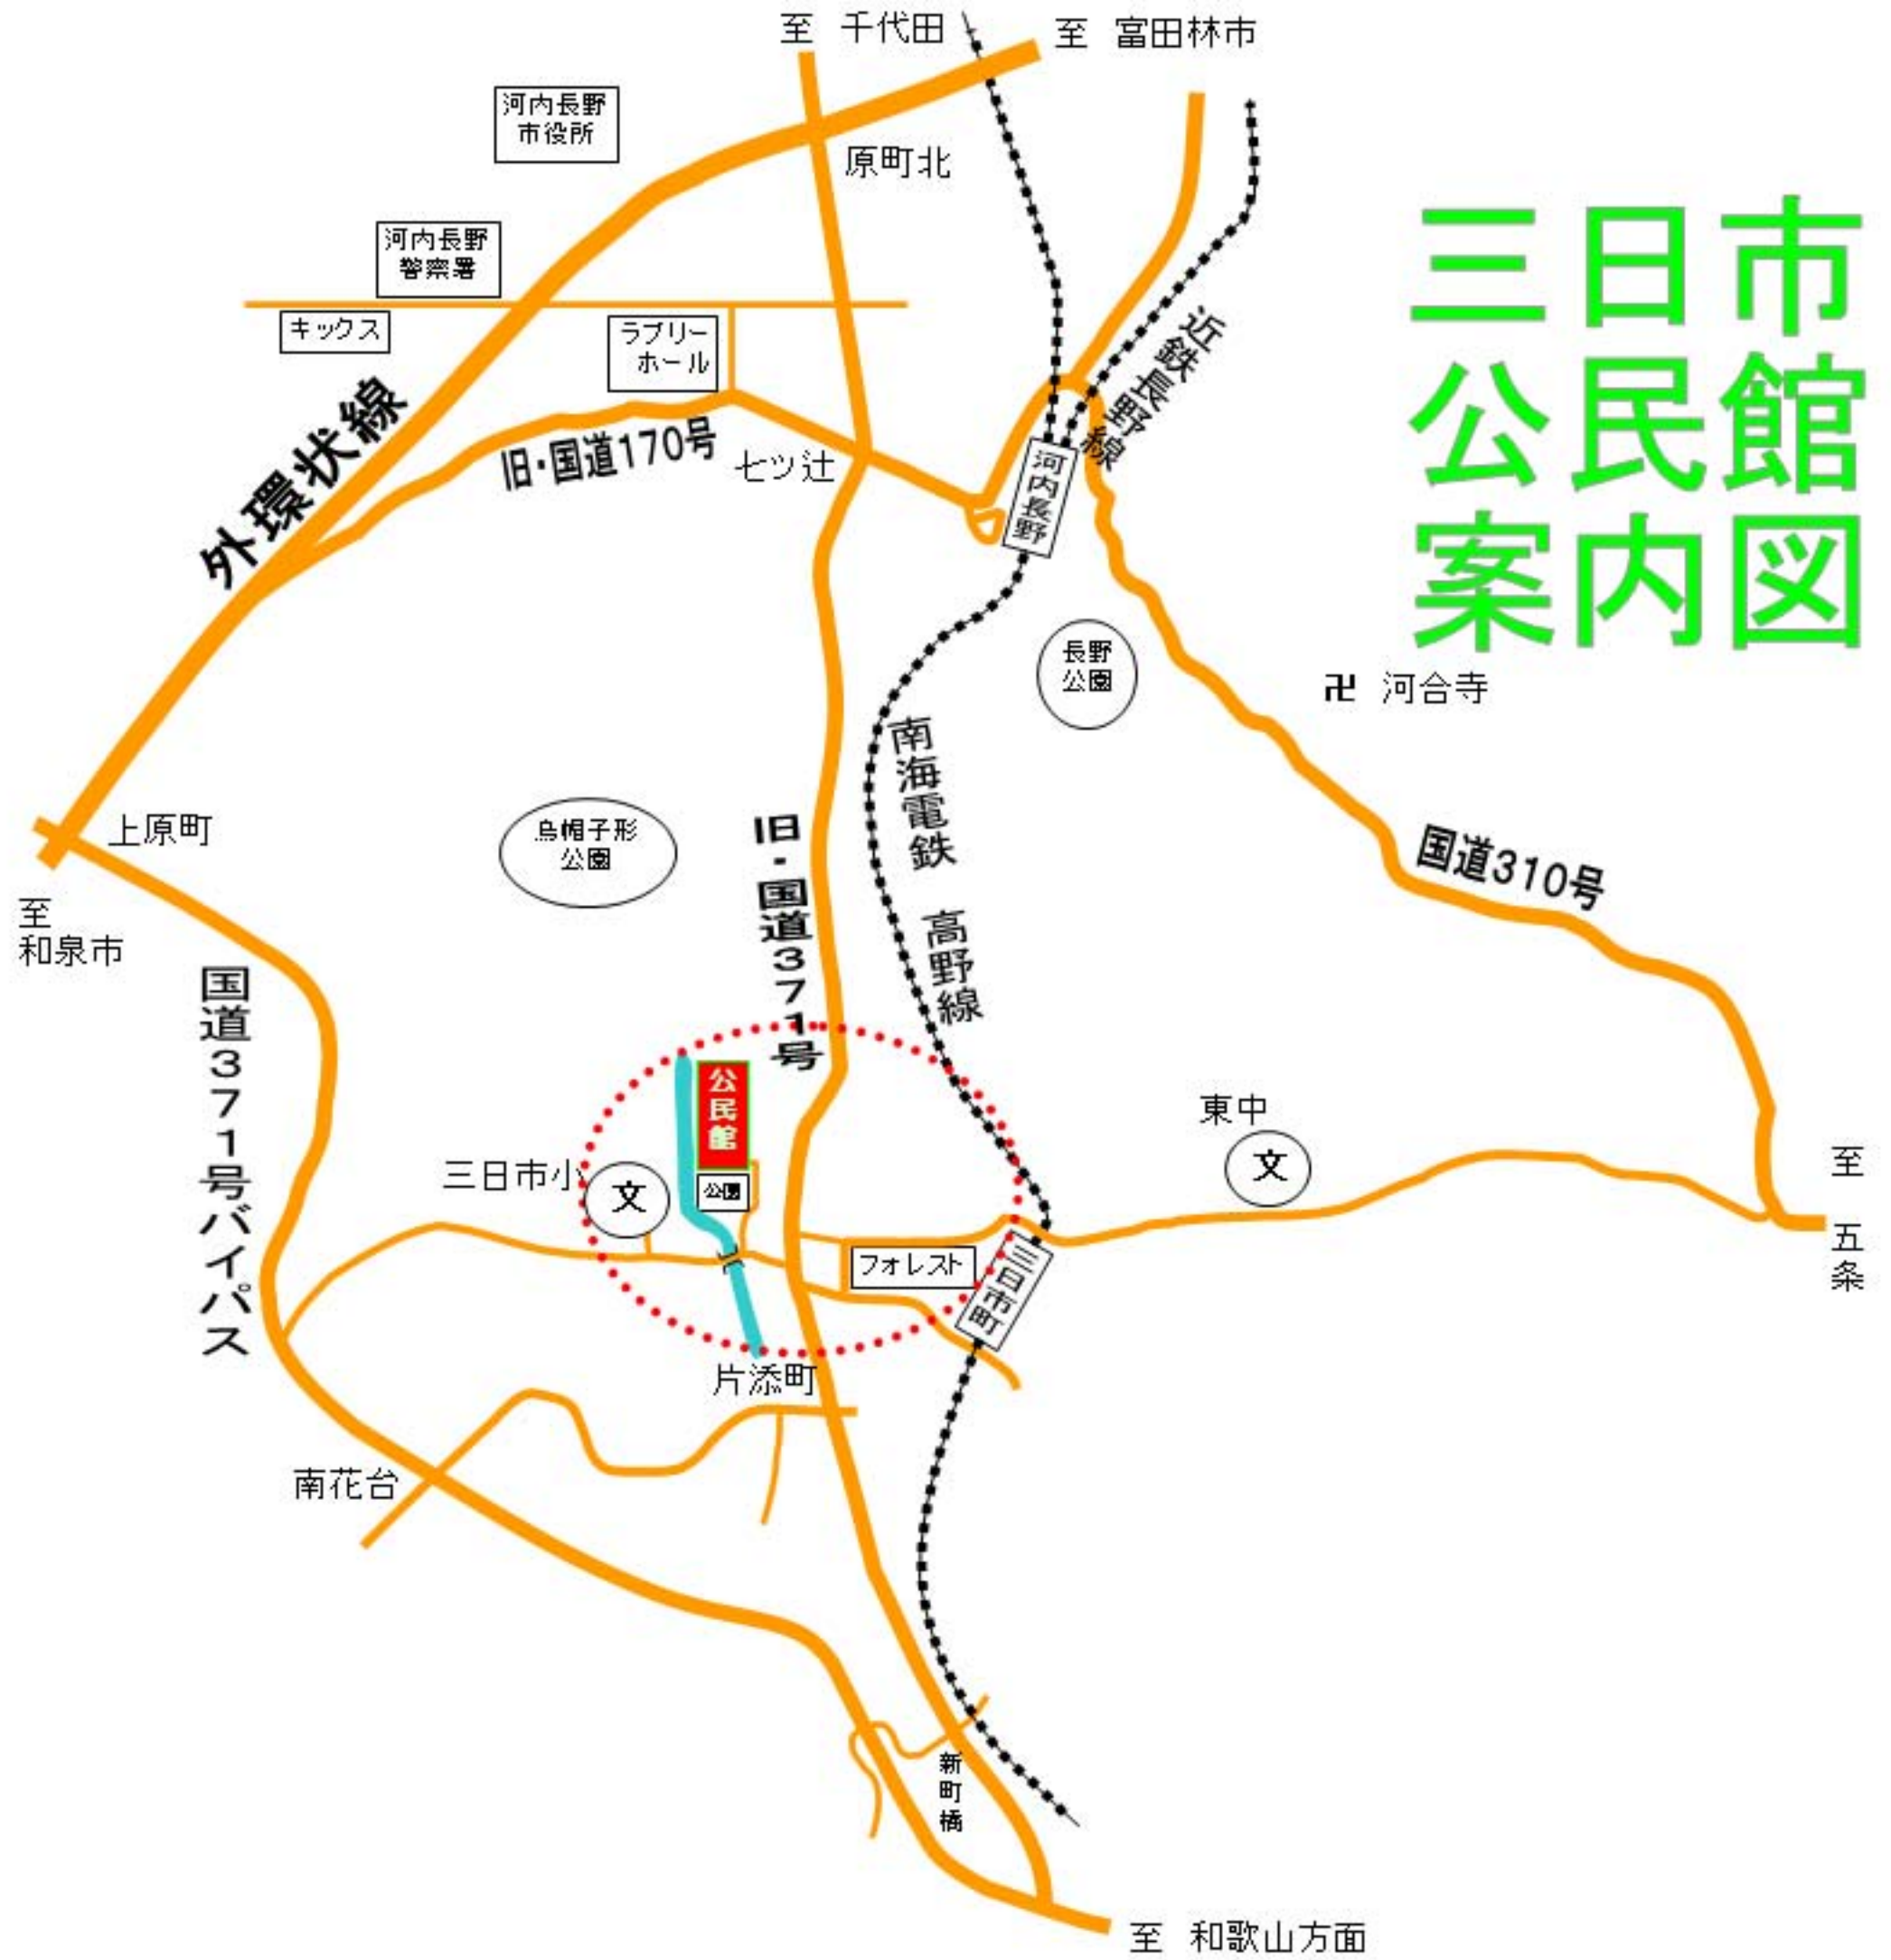 至 千代田
至 富田林市
河内長野
市役所
原町北
三日市
公民館
案内図
河内長野
警察署
キックス
ラブリー
ホール
近鉄長野線
外環状線
旧・国道170号
七ツ辻
河内長野
長野
公園
卍 河合寺
南海電鉄 高野線
上原町
烏帽子形
公園
旧・国道371号
国道310号
至
和泉市
国道371号バイパス
公民館
東中
文
三日市小
文
公園
至
五条
フォレスト
三日市町
片添町
南花台
新町橋
至 和歌山方面